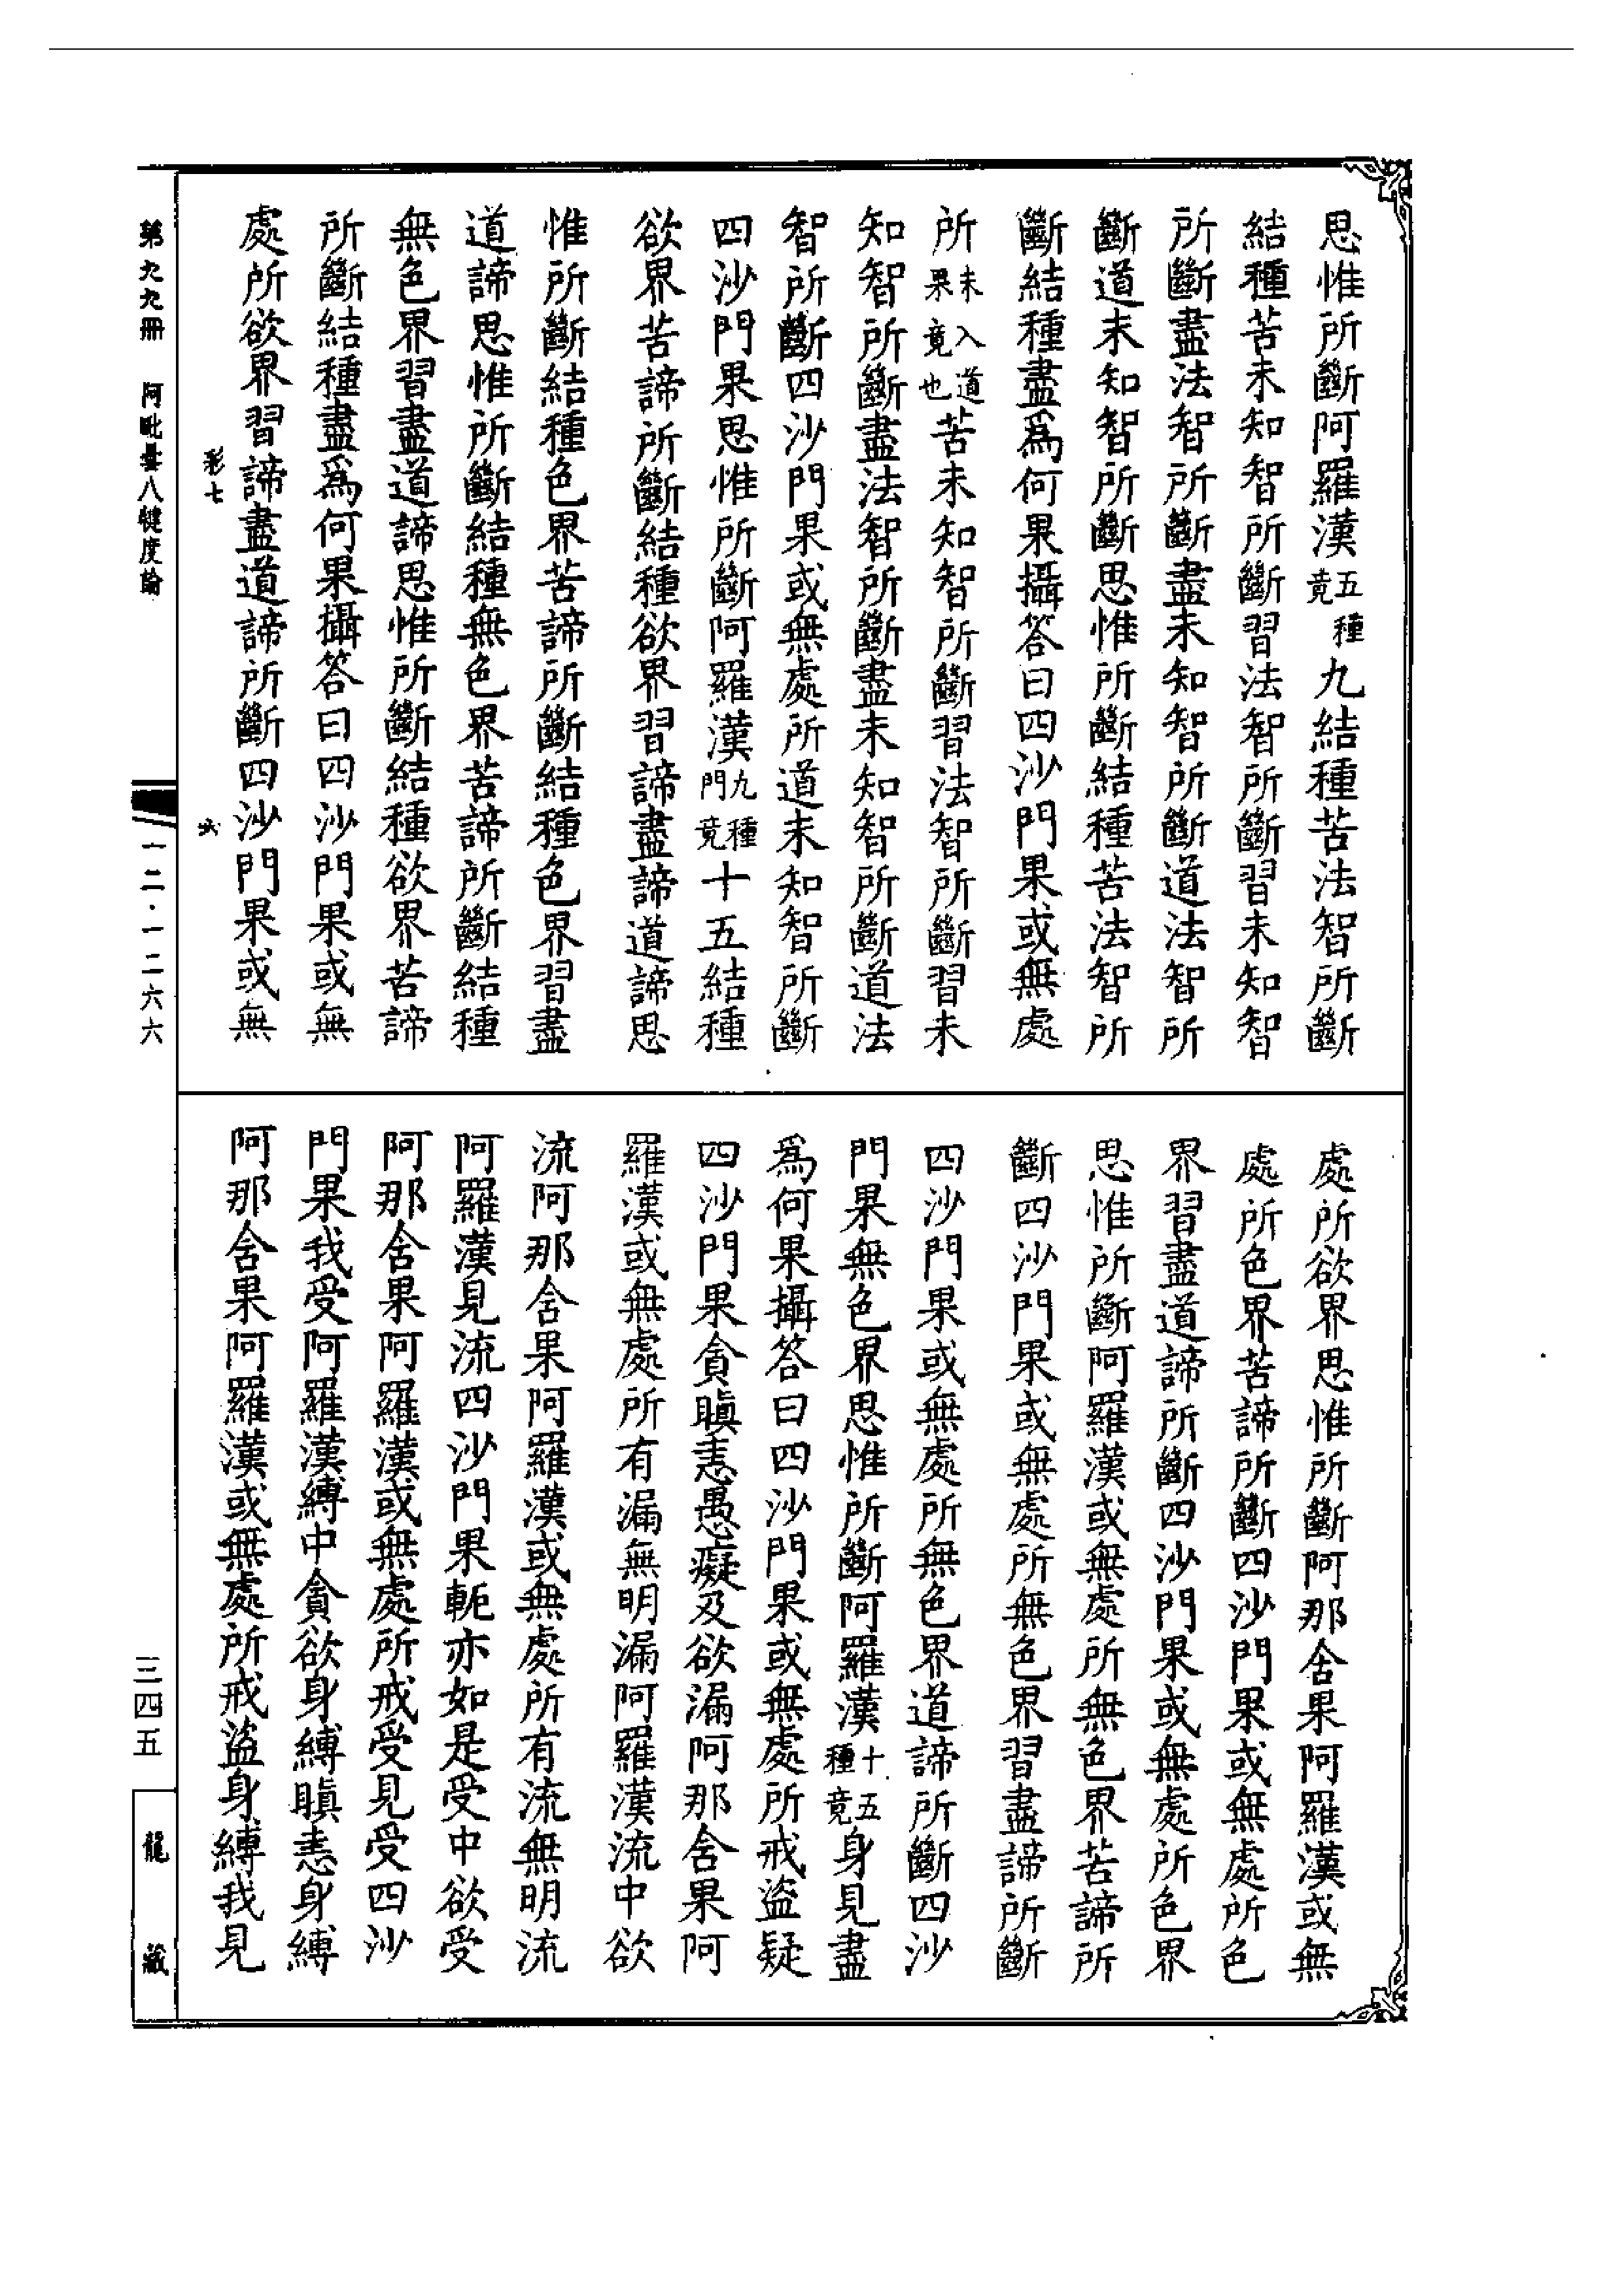 思惟所斷阿羅漢五種竟九結種苦法智所斷
結種苦未知智所斷習法智所斷習未知智
所斷盡法智所斷盡未知智所斷道法智所
斷道未知智所斷思惟所斷結種苦法智所
斷結種盡爲何果攝答曰四沙門果或無處
所未入道果竟也苦未知智所斷習法智所斷習未
知智所斷盡法智所斷盡未知智所斷道法
智所斷四沙門果或無處所道未知智所斷
四沙門果思惟所斷阿羅漢九種門竟十五結種
欲界苦諦所斷結種欲界習諦盡諦道諦思
惟所斷結種色界苦諦所斷結種色界習盡
道諦思惟所斷結種無色界苦諦所斷結種
無色界習盡道諦思惟所斷結種欲界苦諦
所斷結種盡爲何果攝答曰四沙門果或無
處所欲界習諦盡道諦所斷四沙門果或無
處所欲界思惟所斷阿那含果阿羅漢或無
處所色界苦諦所斷四沙門果或無處所色
界習盡道諦所斷四沙門果或無處所色界
思惟所斷阿羅漢或無處所無色界苦諦所
斷四沙門果或無處所無色界習盡諦所斷
四沙門果或無處所無色界道諦所斷四沙
門果無色界思惟所斷阿羅漢十五種竟身見盡
爲何果攝答曰四沙門果或無處所戒盜疑
四沙門果貪瞋恚愚癡及欲漏阿那含果阿
羅漢或無處所有漏無明漏阿羅漢流中欲
流阿那含果阿羅漢或無處所有流無明流
阿羅漢見流四沙門果軛亦如是受中欲受
阿那含果阿羅漢或無處所戒受見受四沙
門果我受阿羅漢縛中貪欲身縛瞋恚身縛
阿那含果阿羅漢或無處所戒盜身縛我見
第九九冊 阿毗曇八犍度論
彩七 六
一二·一二六六
三四五
龍藏